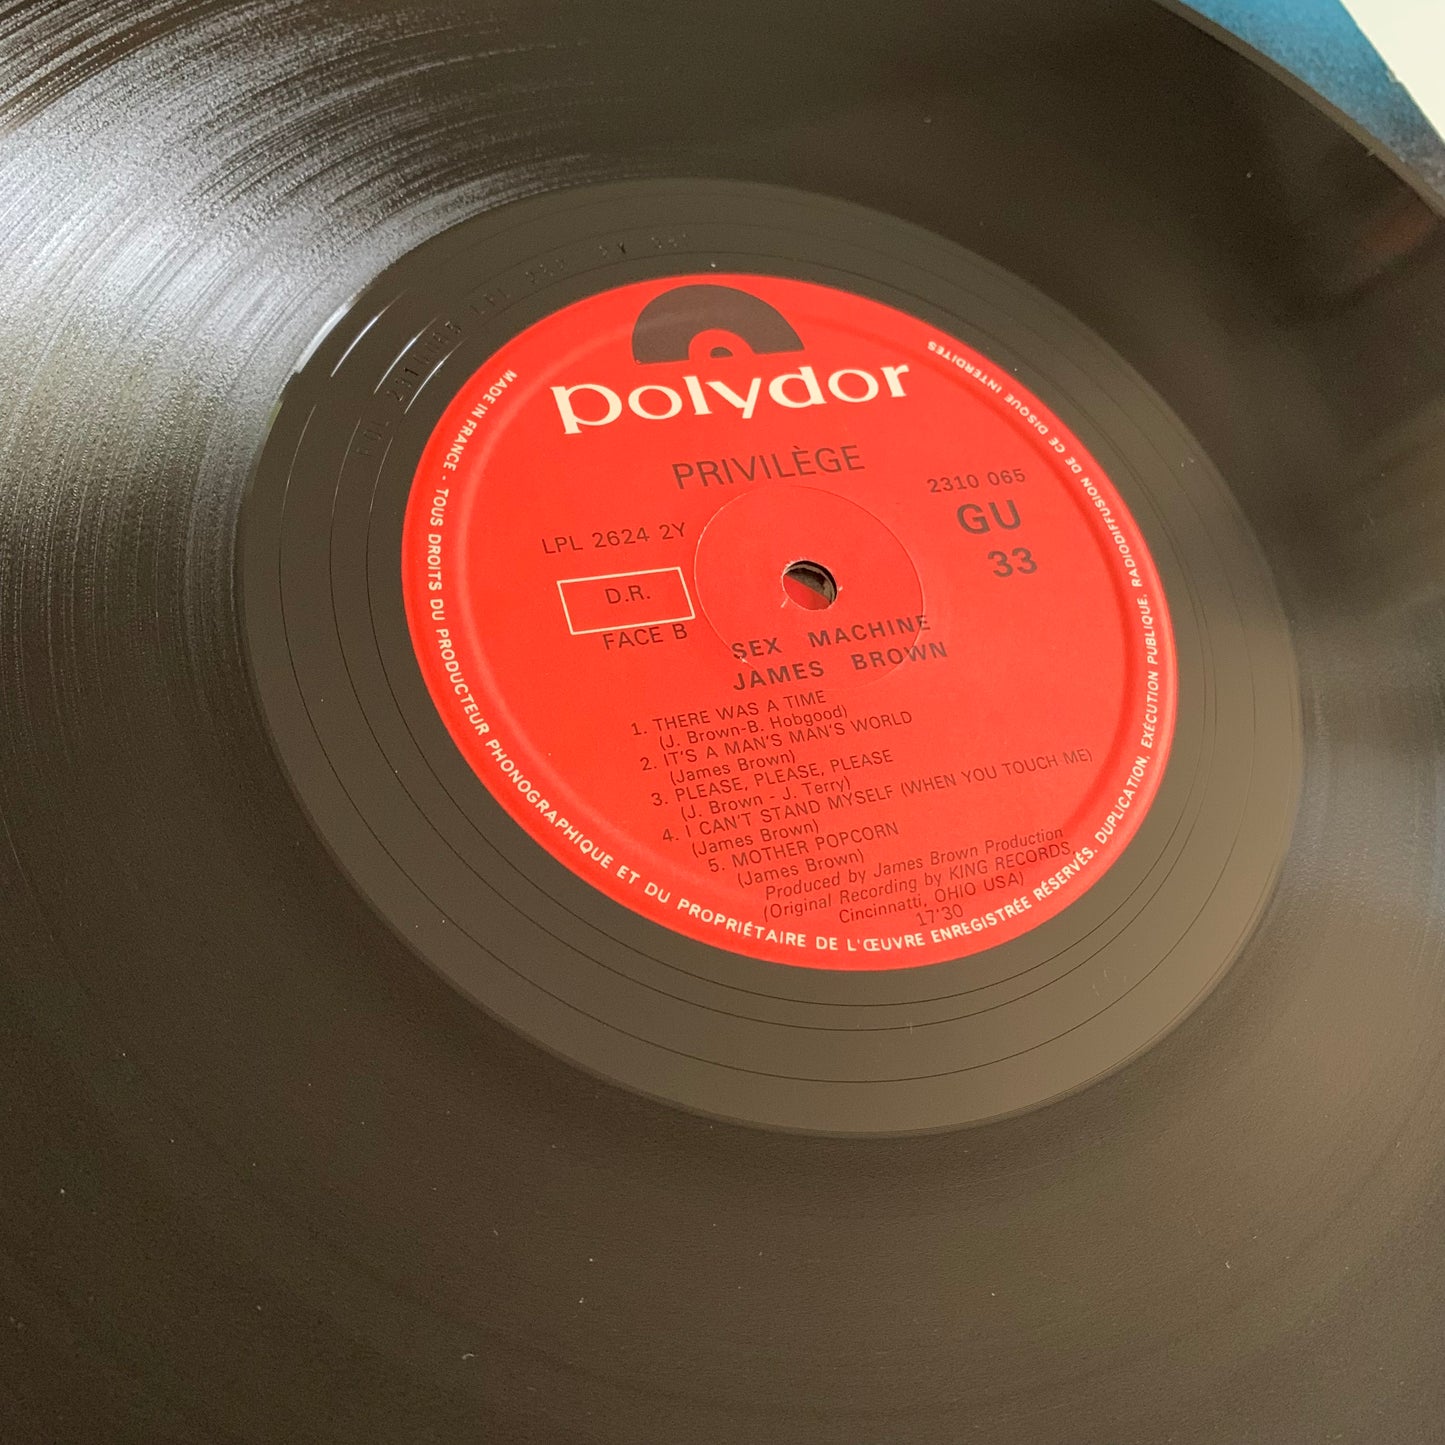 polydor
PRIVILÈGE
2310 065
GU
33
LPL 2624 2Y
D.R.
FACE B
SEX MACHINE
JAMES BROWN
1. THERE WAS A TIME
(J. Brown-B. Hobgood)
2. IT'S A MAN'S MAN'S WORLD
(James Brown)
3. PLEASE, PLEASE, PLEASE
(J. Brown - J. Terry)
4. I CAN'T STAND MYSELF (WHEN YOU TOUCH ME)
(James Brown)
5. MOTHER POPCORN
(James Brown)
Produced by James Brown Production
(Original Recording by KING RECORDS,
Cincinnatti, OHIO USA)
17'30
MADE IN FRANCE - TOUS DROITS DU PRODUCTEUR PHONOGRAPHIQUE ET DU PROPRIÉTAIRE DE L'ŒUVRE ENREGISTRÉE RÉSERVÉS. DUPLICATION, EXÉCUTION PUBLIQUE, RADIODIFFUSION DE CE DISQUE INTERDITES